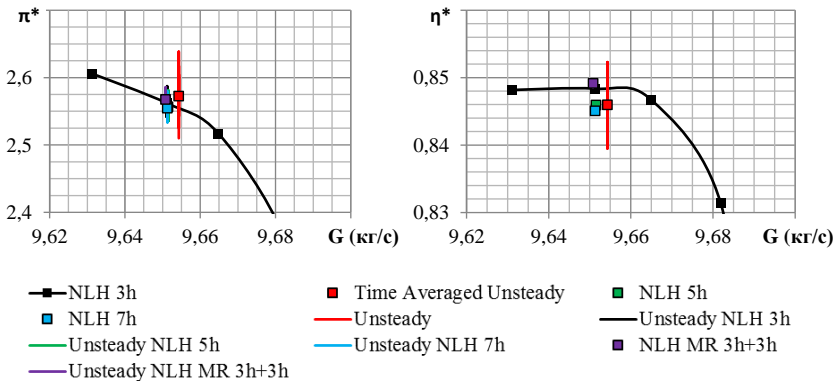 π* η*
2,6 0,85
2,5 0,84
2,4 0,83
9,62 9,64 9,66 9,68 G (кг/с) 9,62 9,64 9,66 9,68 G (кг/с)
NLH 3h Time Averaged Unsteady NLH 5h
NLH 7h Unsteady Unsteady NLH 3h
Unsteady NLH 5h Unsteady NLH 7h NLH MR 3h+3h
Unsteady NLH MR 3h+3h